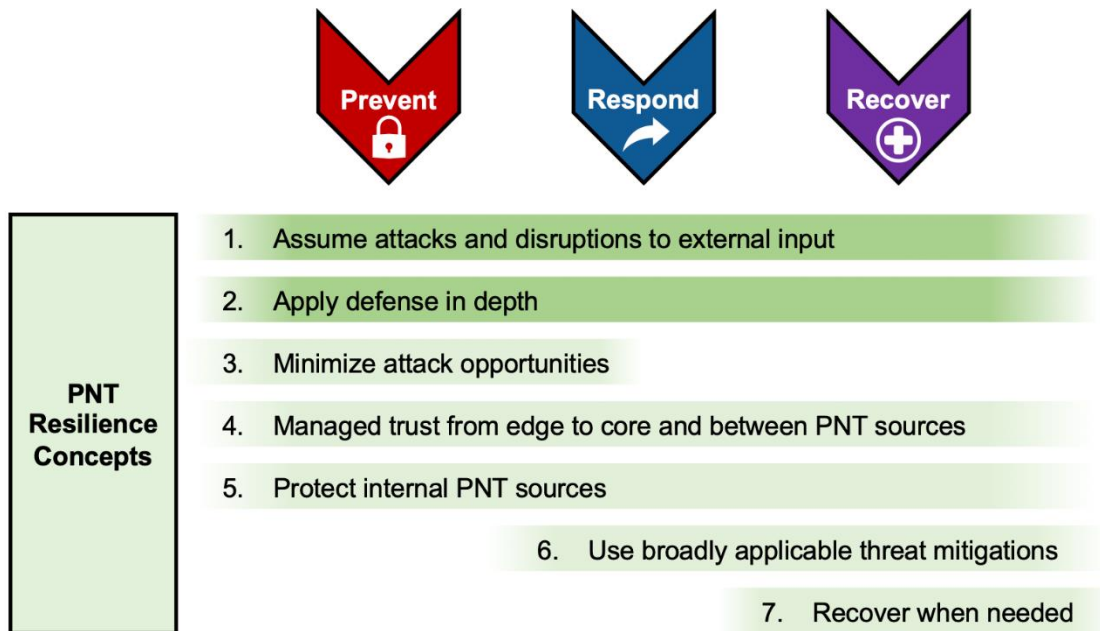 Prevent
Respond
Recover
PNT
Resilience
Concepts
1. Assume attacks and disruptions to external input
2. Apply defense in depth
3. Minimize attack opportunities
4. Managed trust from edge to core and between PNT sources
5. Protect internal PNT sources
6. Use broadly applicable threat mitigations
7. Recover when needed